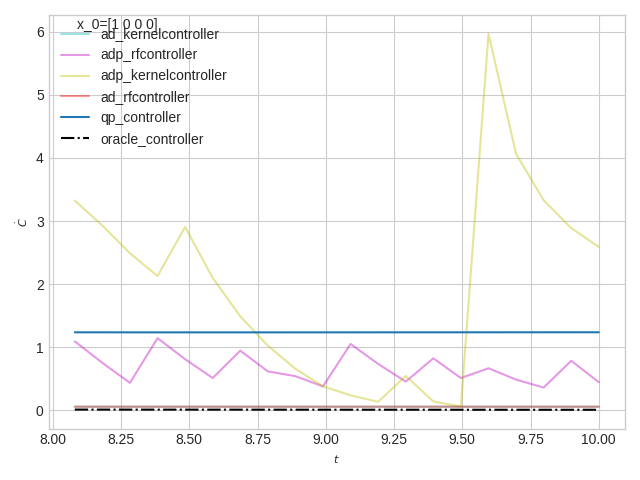 x_0=[1 0 0 0]
ad_kernelcontroller
adp_rfcontroller
adp_kernelcontroller
ad_rfcontroller
qp_controller
oracle_controller
6
5
4
3
2
1
0
Ċ
8.00 8.25 8.50 8.75 9.00 9.25 9.50 9.75 10.00
t